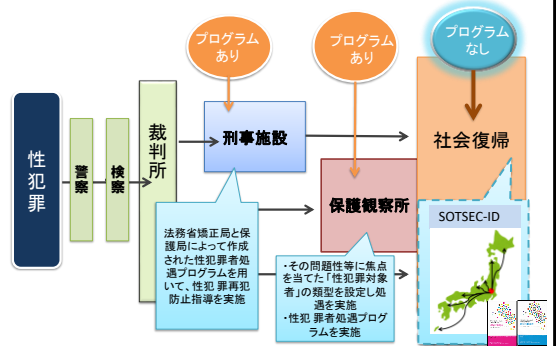 プログラム
あり
プログラム
あり
プログラム
なし
性犯罪
警察
検察
裁判所
刑事施設
保護観察所
社会復帰
法務省矯正局と保
護局によって作成さ
れた性犯罪者処
遇プログラムを用
いて、性犯罪再犯
防止指導を実施
・その問題性等に焦点
を当てた「性犯罪対象
者」の類型を設定し処
遇を実施
・性犯罪者処遇プログ
ラムを実施
SOTSEC-ID